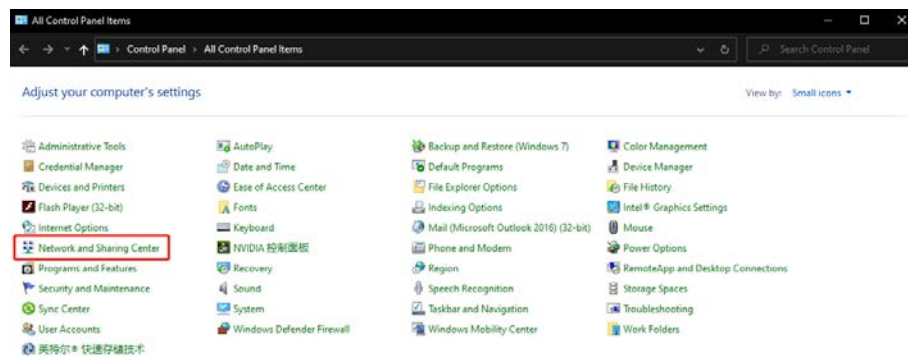 All Control Panel Items
Control Panel > All Control Panel Items
Search Control Panel
Adjust your computer's settings
View by: Small icons
Administrative Tools
AutoPlay
Backup and Restore (Windows 7)
Color Management
Credential Manager
Date and Time
Default Programs
Device Manager
Devices and Printers
Ease of Access Center
File Explorer Options
File History
Flash Player (32-bit)
Fonts
Indexing Options
Intel® Graphics Settings
Internet Options
Keyboard
Mail (Microsoft Outlook 2016) (32-bit)
Mouse
Network and Sharing Center
NVIDIA 控制面板
Phone and Modem
Power Options
Programs and Features
Recovery
Region
RemoteApp and Desktop Connections
Security and Maintenance
Sound
Speech Recognition
Storage Spaces
Sync Center
System
Taskbar and Navigation
Troubleshooting
User Accounts
Windows Defender Firewall
Windows Mobility Center
Work Folders
英特尔® 快速存储技术